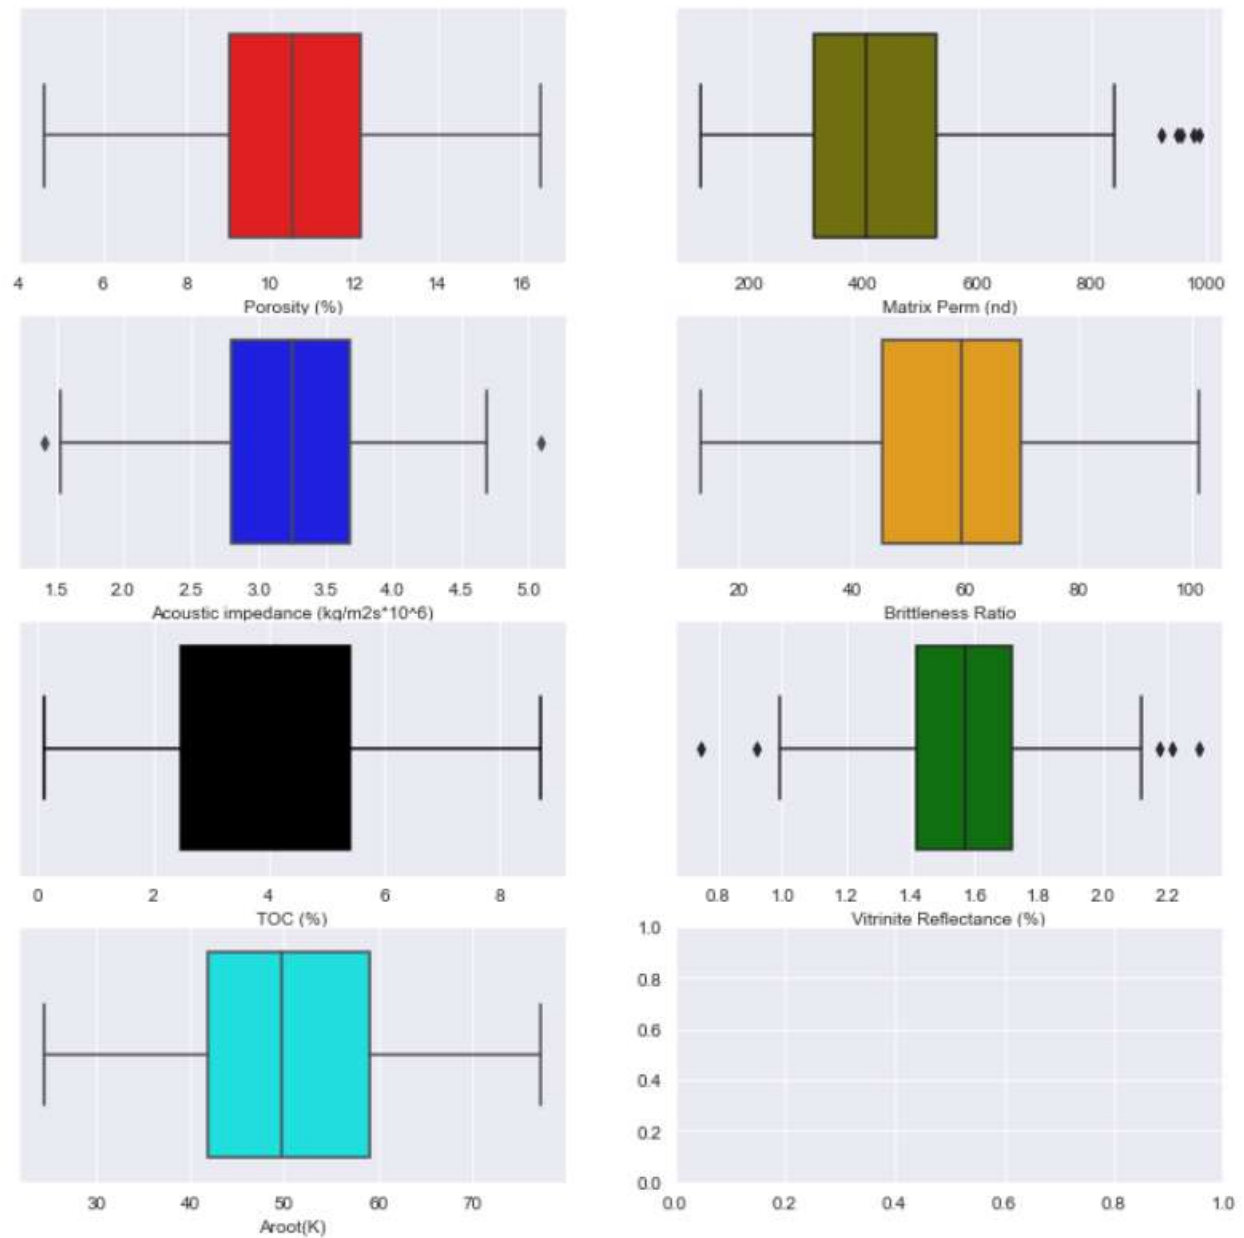 4 6 8 10 12 14 16
Porosity (%)
200 400 600 800 1000
Matrix Perm (nd)
1.5 2.0 2.5 3.0 3.5 4.0 4.5 5.0
Acoustic impedance (kg/m2s*10^6)
20 40 60 80 100
Brittleness Ratio
0 2 4 6 8
TOC (%)
0.8 1.0 1.2 1.4 1.6 1.8 2.0 2.2
Vitrinite Reflectance (%)
30 40 50 60 70
Aroot(K)
1.0
0.8
0.6
0.4
0.2
0.0
0.0 0.2 0.4 0.6 0.8 1.0